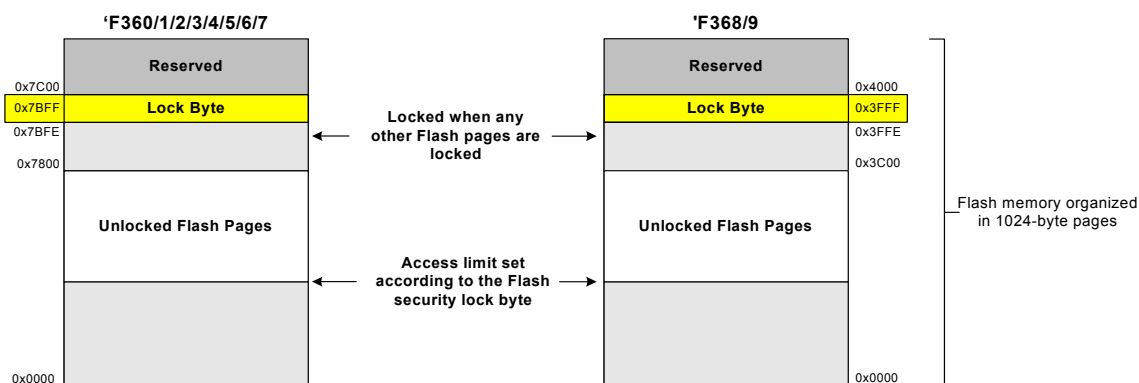 ‘F360/1/2/3/4/5/6/7
'F368/9
Reserved
Reserved
0x7C00
0x4000
0x7BFF
Lock Byte
Lock Byte
0x3FFF
Locked when any
other Flash pages are
locked
0x7BFE
0x3FFE
0x7800
0x3C00
Unlocked Flash Pages
Unlocked Flash Pages
Flash memory organized
in 1024-byte pages
Access limit set
according to the Flash
security lock byte
0x0000
0x0000